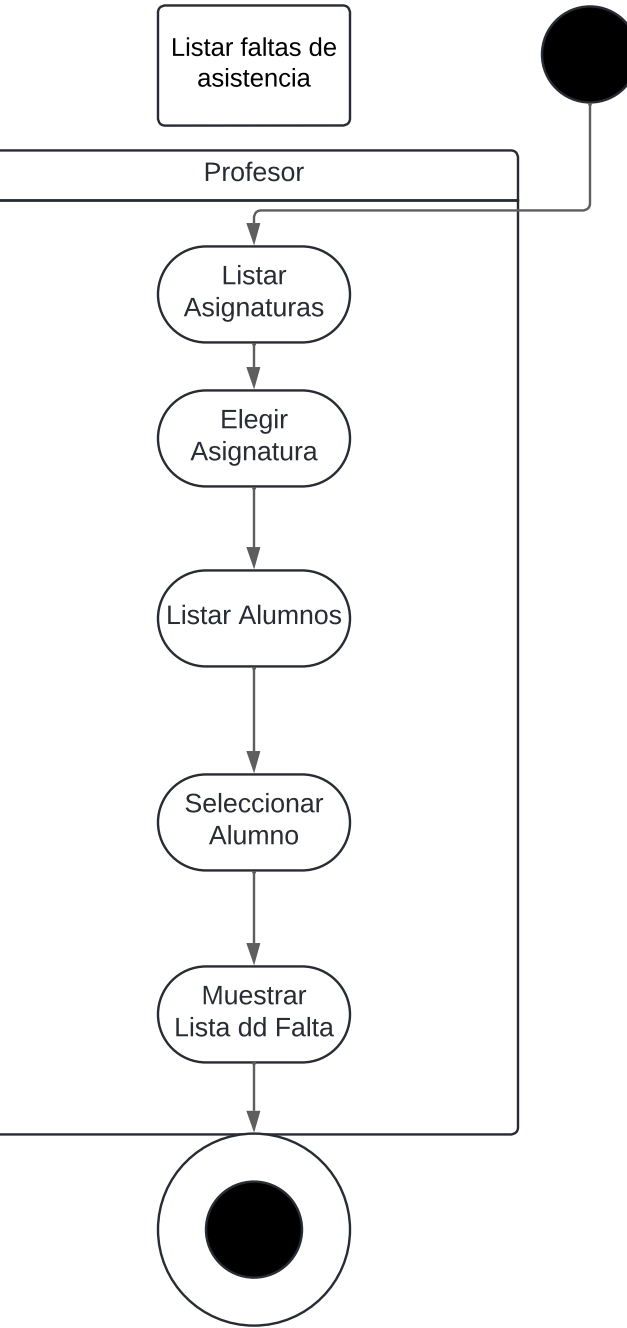 Listar faltas de
asistencia
Profesor
Listar
Asignaturas
Elegir
Asignatura
Listar Alumnos
Seleccionar
Alumno
Muestrar
Lista dd Falta